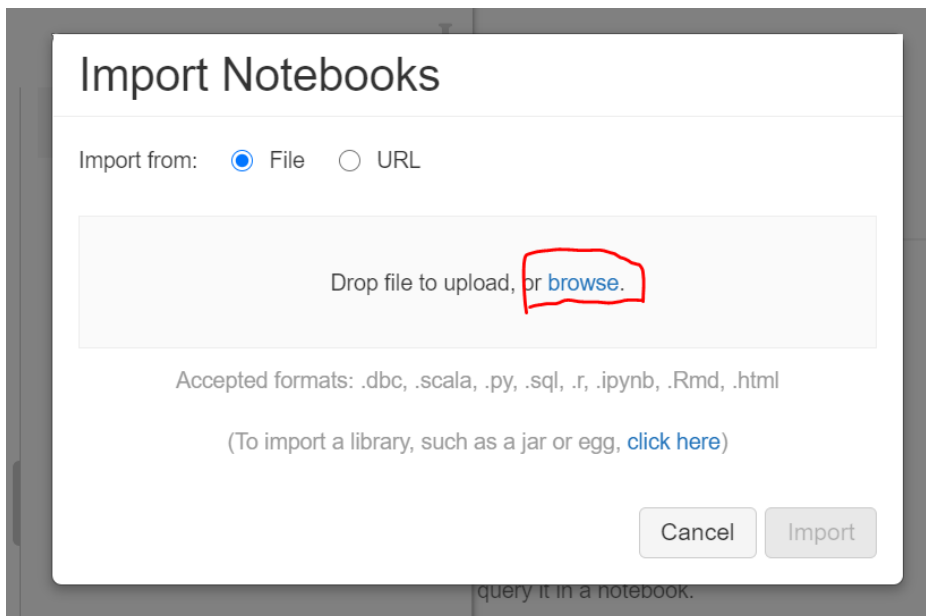 Import Notebooks
Import from: File URL
Drop file to upload, or browse.
Accepted formats: .dbc, .scala, .py, .sql, .r, .ipynb, .Rmd, .html
(To import a library, such as a jar or egg, click here)
Cancel Import
query it in a notebook.